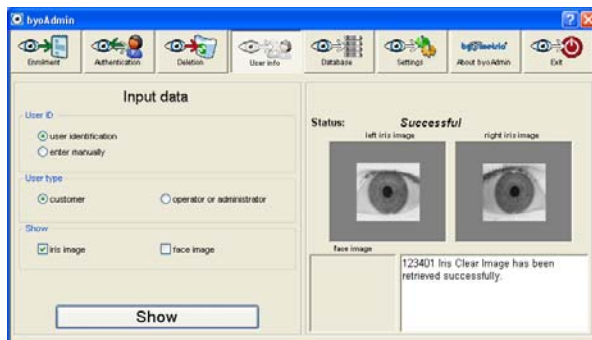 byoAdmin
Enrolment
Authentication
Deletion
User info
Database
Settings
byometric
About byoAdmin
Exit
Input data
User ID
user identification
enter manually
User type
customer
operator or administrator
Show
iris image
face image
Show
Status: Successful
left iris image
right iris image
face image
123401 Iris Clear Image has been
retrieved successfully.